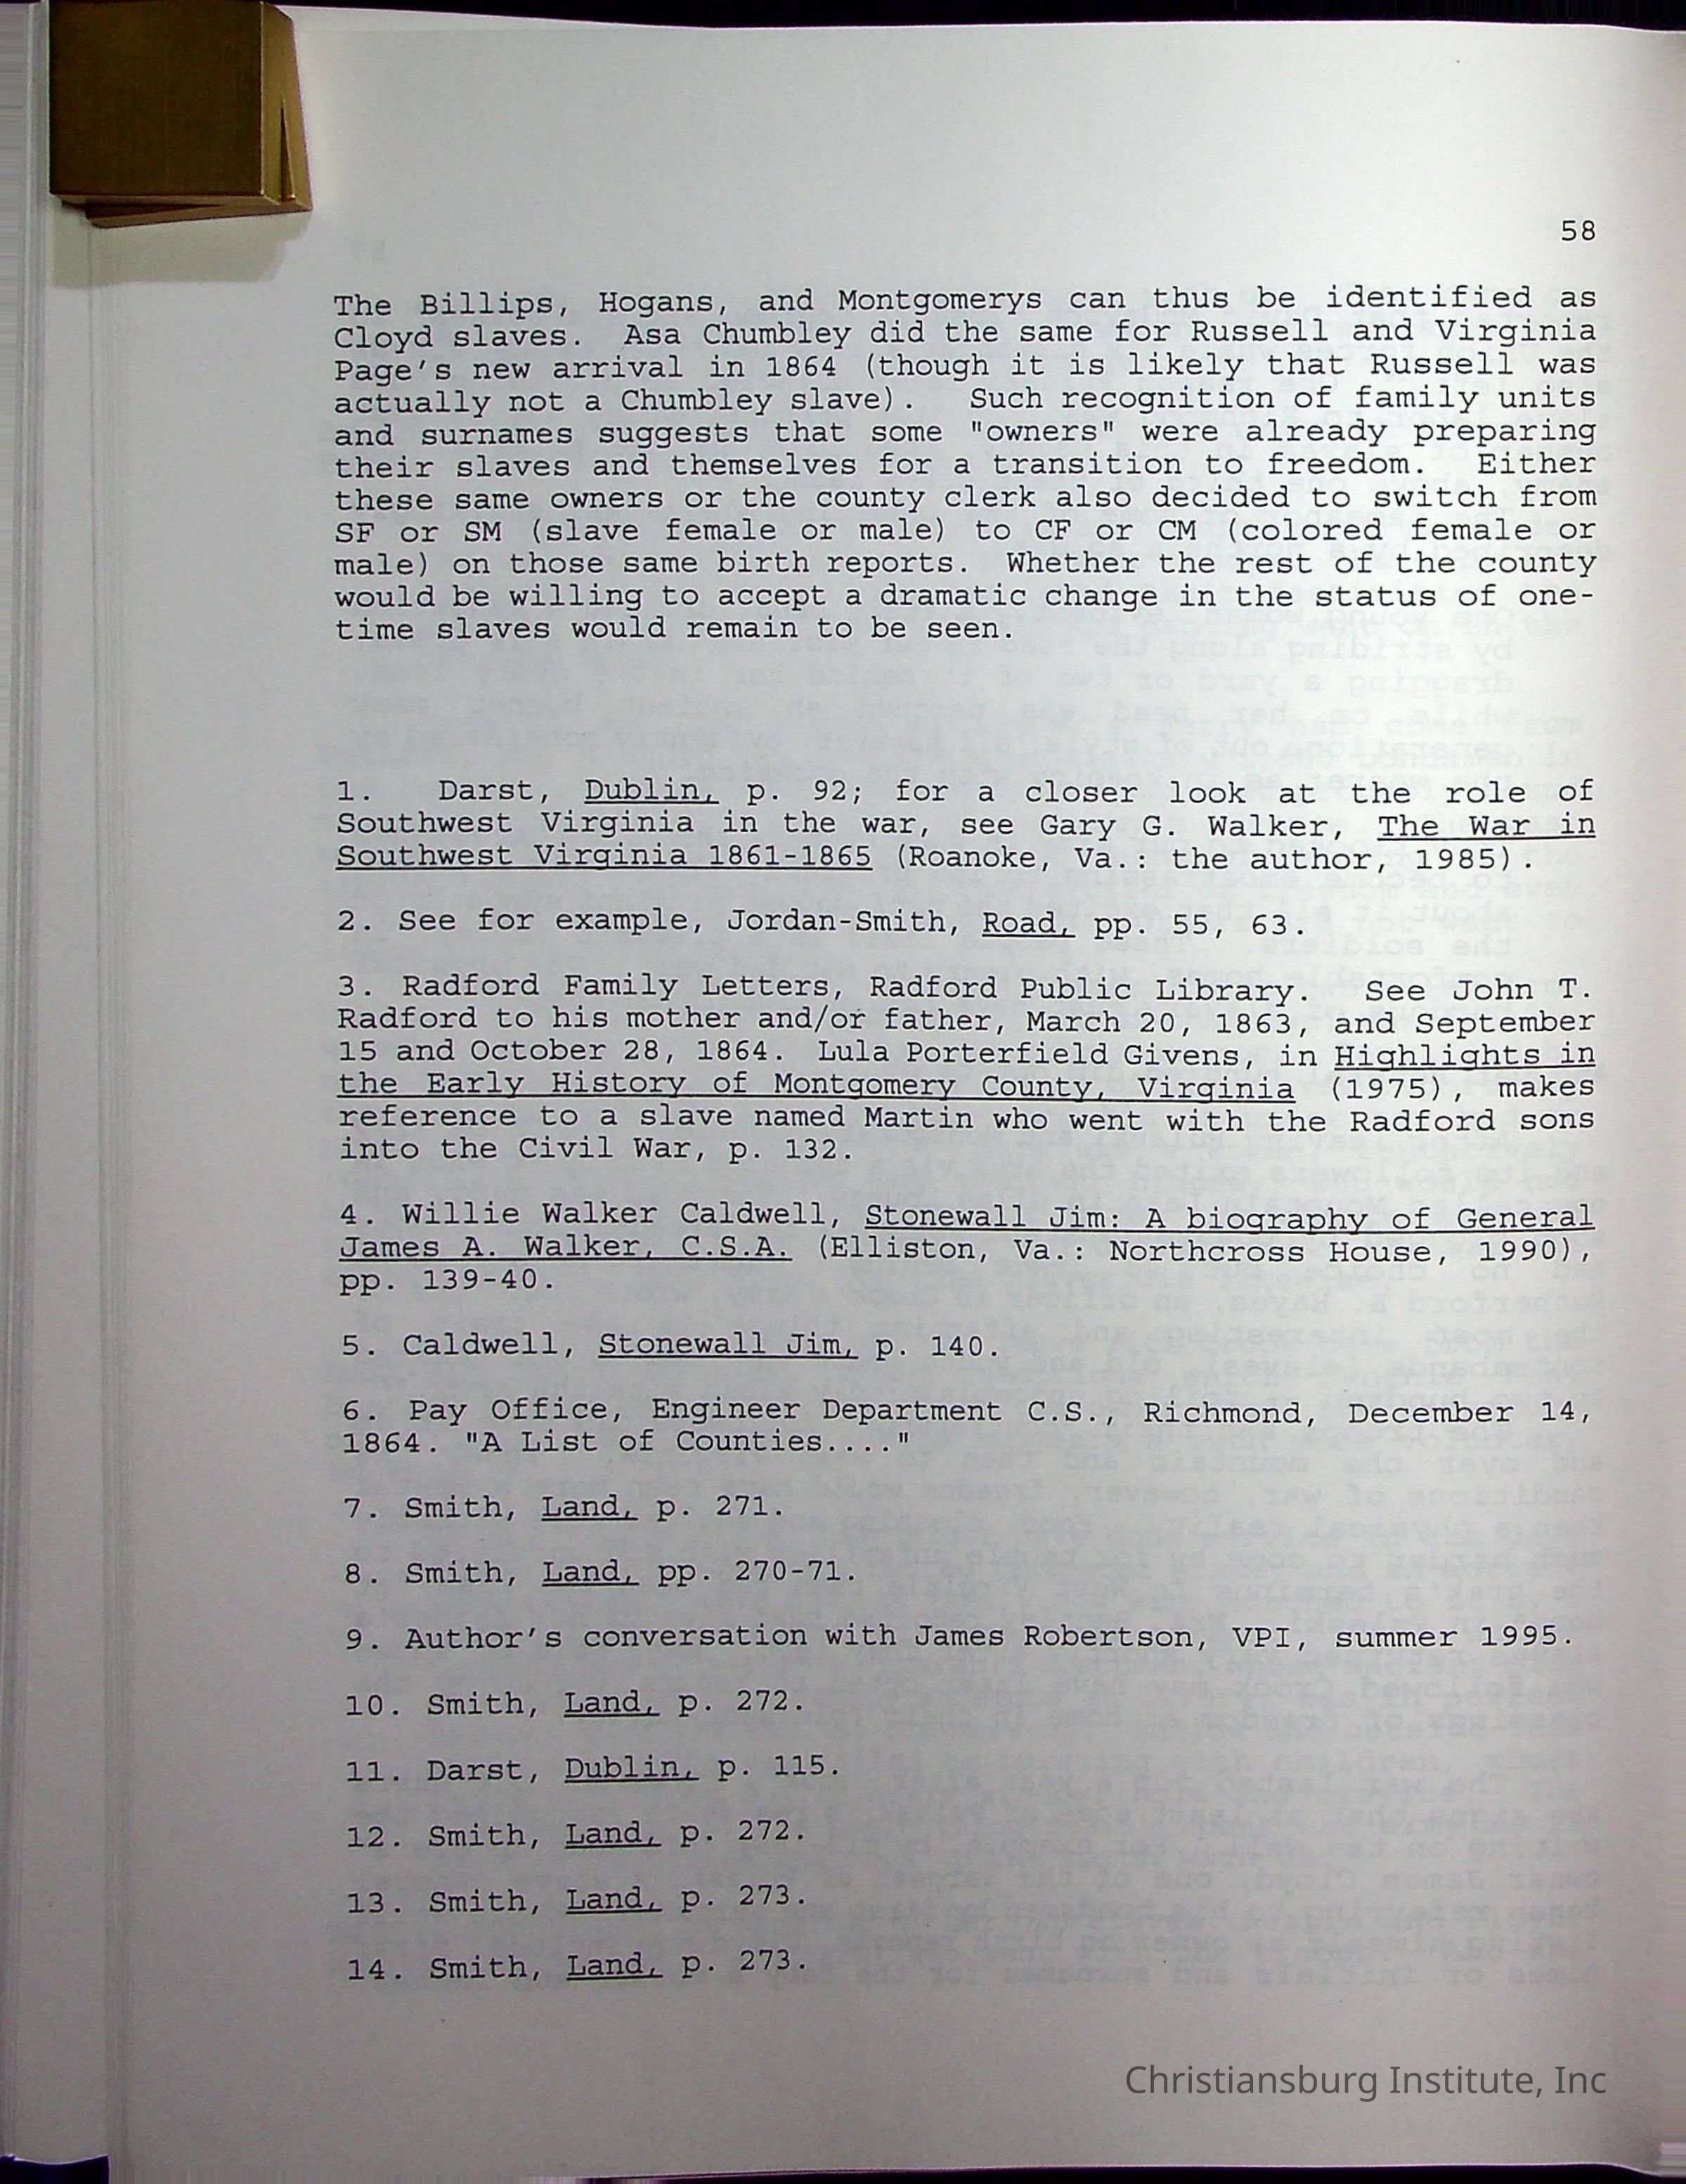 58
The Billips, Hogans, and Montgomerys can thus be identified as
Cloyd slaves. Asa Chumbley did the same for Russell and Virginia
Page's new arrival in 1864 (though it is likely that Russell was
actually not a Chumbley slave). Such recognition of family units
and surnames suggests that some "owners" were already preparing
their slaves and themselves for a transition to freedom. Either
these same owners or the county clerk also decided to switch from
SF or SM (slave female or male) to CF or CM (colored female or
male) on those same birth reports. Whether the rest of the county
would be willing to accept a dramatic change in the status of one-
time slaves would remain to be seen.
1. Darst, Dublin, p. 92; for a closer look at the role of
Southwest Virginia in the war, see Gary G. Walker, The War in
Southwest Virginia 1861-1865 (Roanoke, Va.: the author, 1985).
2. See for example, Jordan-Smith, Road, pp. 55, 63.
3. Radford Family Letters, Radford Public Library. See John T.
Radford to his mother and/or father, March 20, 1863, and September
15 and October 28, 1864. Lula Porterfield Givens, in Highlights in
the Early History of Montgomery County, Virginia (1975), makes
reference to a slave named Martin who went with the Radford sons
into the Civil War, p. 132.
4. Willie Walker Caldwell, Stonewall Jim: A biography of General
James A. Walker, C.S.A. (Elliston, Va.: Northcross House, 1990),
pp. 139-40.
5. Caldwell, Stonewall Jim, p. 140.
6. Pay Office, Engineer Department C.S., Richmond, December 14,
1864. "A List of Counties...."
7. Smith, Land, p. 271.
8. Smith, Land, pp. 270-71.
9. Author's conversation with James Robertson, VPI, summer 1995.
10. Smith, Land, p. 272.
11. Darst, Dublin, p. 115.
12. Smith, Land, p. 272.
13. Smith, Land, p. 273.
14. Smith, Land, p. 273.
Christiansburg Institute, Inc